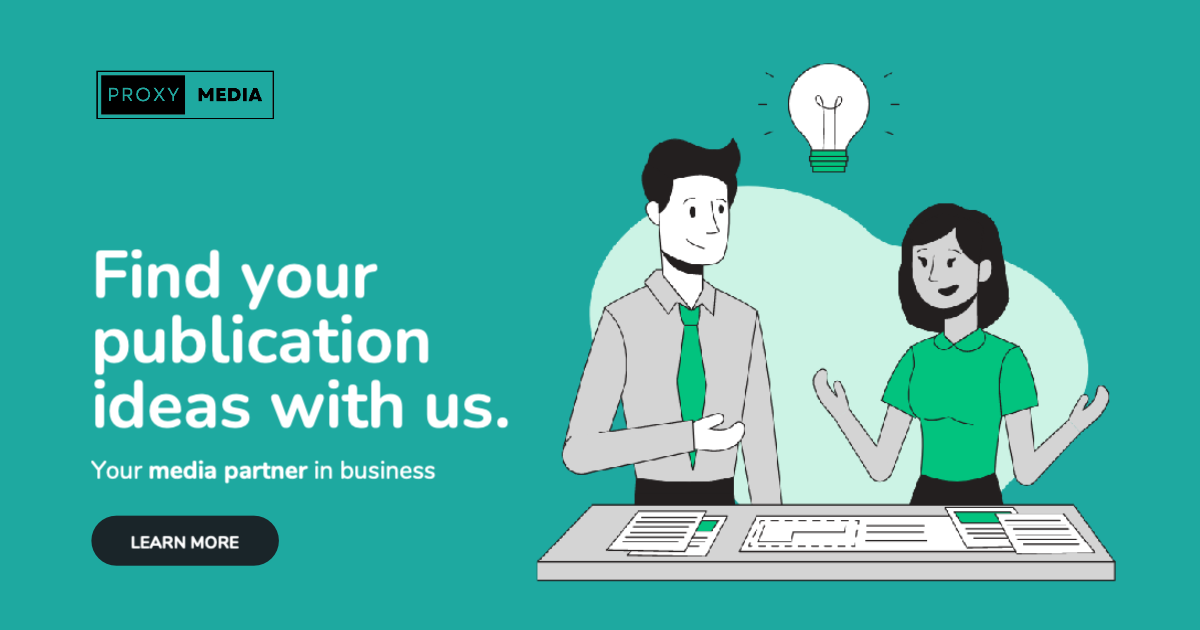 PROXY MEDIA
Find your
publication
ideas with us.
Your media partner in business
LEARN MORE